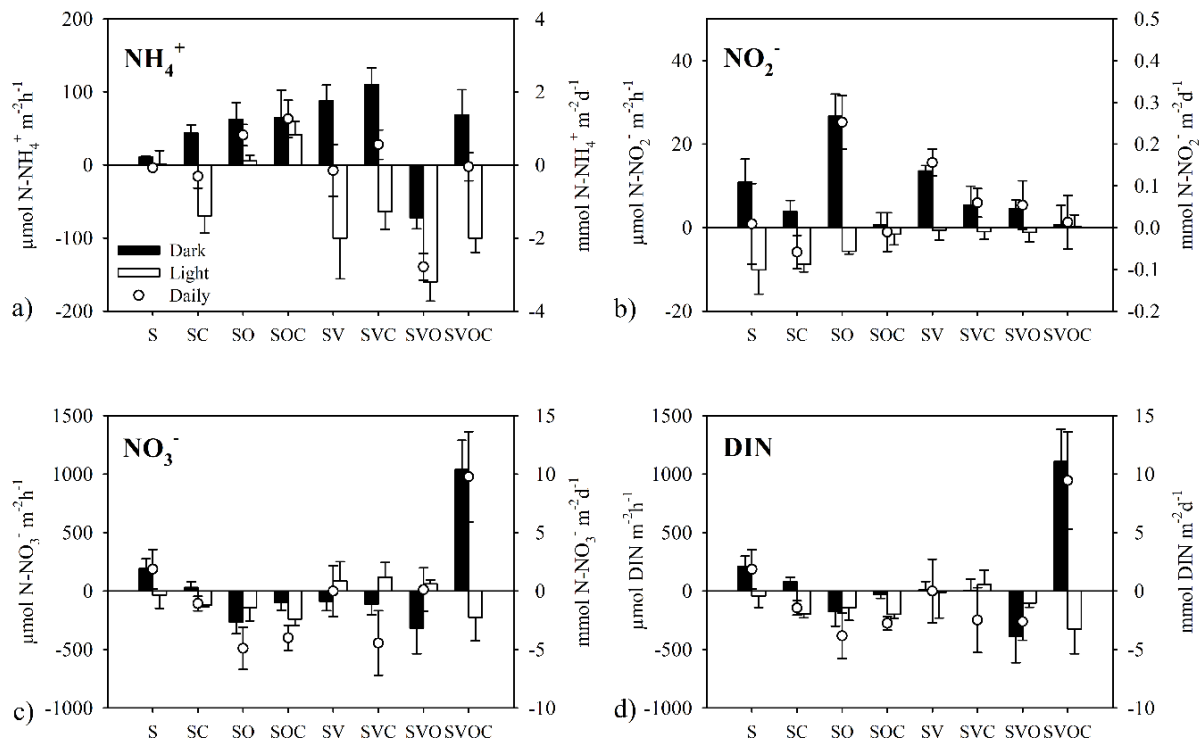 NH₄⁺
200
100
0
-100
-200
4
2
0
-2
-4
µmol N-NH₄⁺ m⁻²h⁻¹
mmol N-NH₄⁺ m⁻²d⁻¹
Dark
Light
Daily
a)
S SC SO SOC SV SVC SVO SVOC
NO₂⁻
40
20
0
-20
0.5
0.4
0.3
0.2
0.1
0.0
-0.1
-0.2
µmol N-NO₂⁻ m⁻²h⁻¹
mmol N-NO₂⁻ m⁻²d⁻¹
b)
S SC SO SOC SV SVC SVO SVOC
NO₃⁻
1500
1000
500
0
-500
-1000
15
10
5
0
-5
-10
µmol N-NO₃⁻ m⁻²h⁻¹
mmol N-NO₃⁻ m⁻²d⁻¹
c)
S SC SO SOC SV SVC SVO SVOC
DIN
1500
1000
500
0
-500
-1000
15
10
5
0
-5
-10
µmol DIN m⁻²h⁻¹
mmol DIN m⁻²d⁻¹
d)
S SC SO SOC SV SVC SVO SVOC